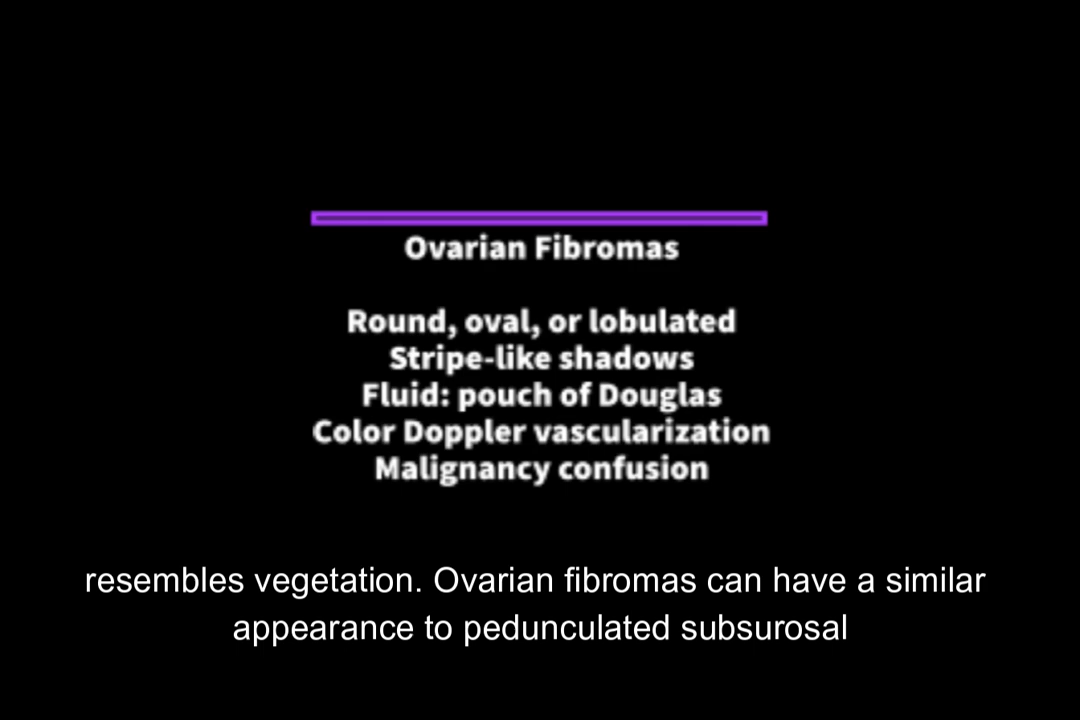 Ovarian Fibromas
Round, oval, or lobulated
Stripe-like shadows
Fluid: pouch of Douglas
Color Doppler vascularization
Malignancy confusion
resembles vegetation. Ovarian fibromas can have a similar
appearance to pedunculated subsurosal